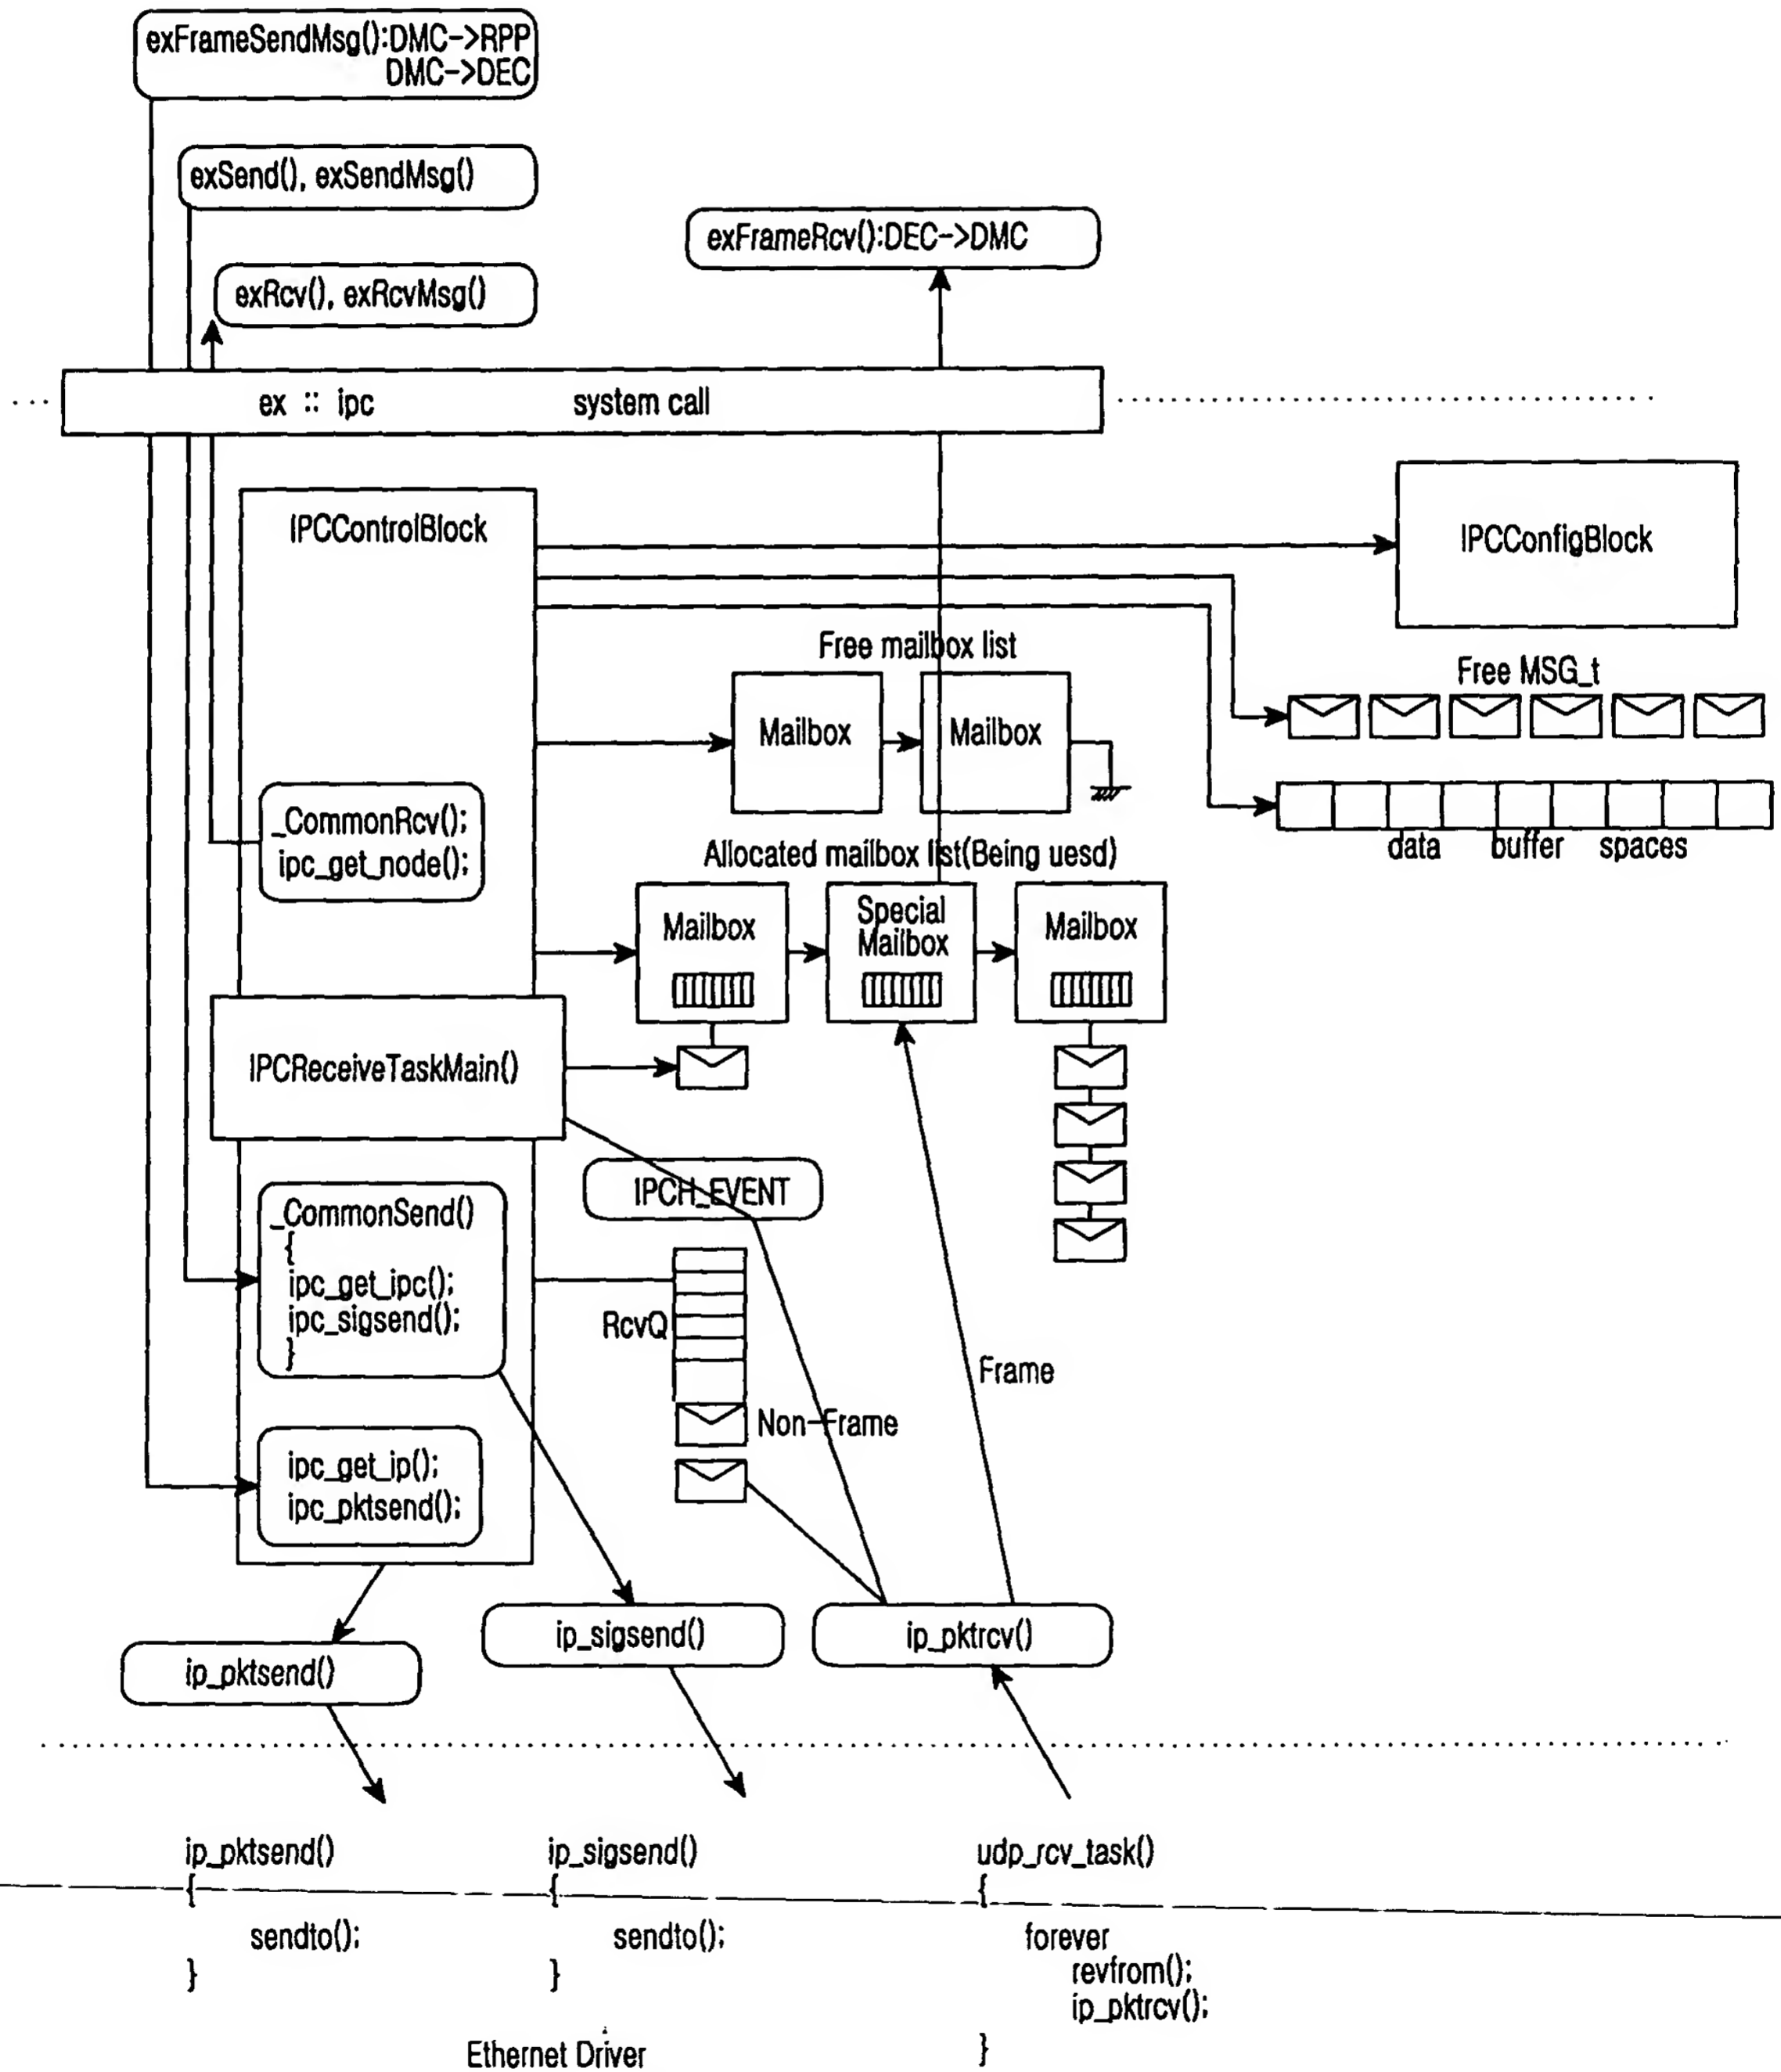 exFrameSendMsg():DMC->RPP
DMC->DEC
exSend(), exSendMsg()
exFrameRcv():DEC->DMC
exRcv(), exRcvMsg()
ex :: ipc system call
IPCControlBlock
IPCConfigBlock
Free mailbox list
Free MSG_t
Mailbox
Mailbox
_CommonRcv();
ipc_get_node();
data buffer spaces
Allocated mailbox list(Being uesd)
Mailbox
Special
Mailbox
Mailbox
IPCReceiveTaskMain()
IPCH_EVENT
_CommonSend()
{
ipc_get_ipc();
ipc_sigsend();
}
RcvQ
Frame
Non-Frame
ipc_get_ip();
ipc_pktsend();
ip_sigsend()
ip_pktrcv()
ip_pktsend()
ip_pktsend()
{
sendto();
}
ip_sigsend()
{
sendto();
}
udp_rcv_task()
{
forever
revfrom();
ip_pktrcv();
}
Ethernet Driver